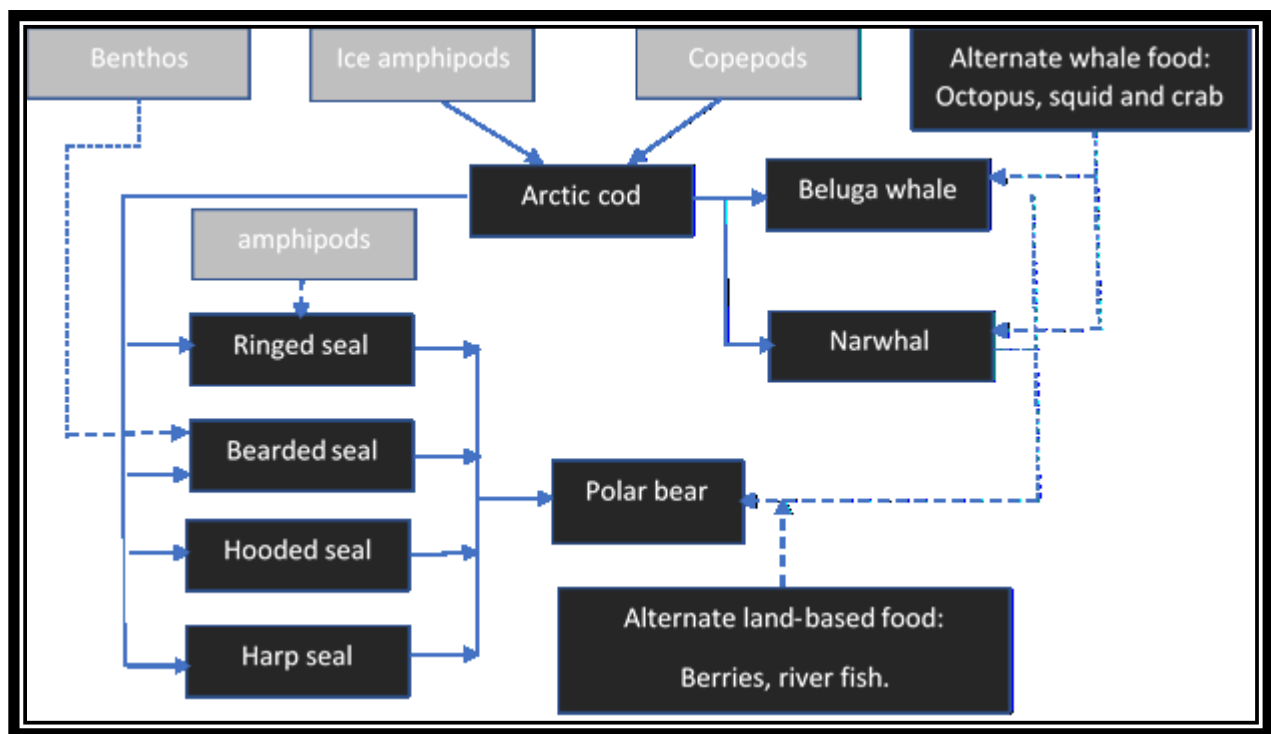 Benthos
Ice amphipods
Copepods
Alternate whale food:
Octopus, squid and crab
Arctic cod
Beluga whale
amphipods
Ringed seal
Narwhal
Bearded seal
Polar bear
Hooded seal
Harp seal
Alternate land-based food:
Berries, river fish.